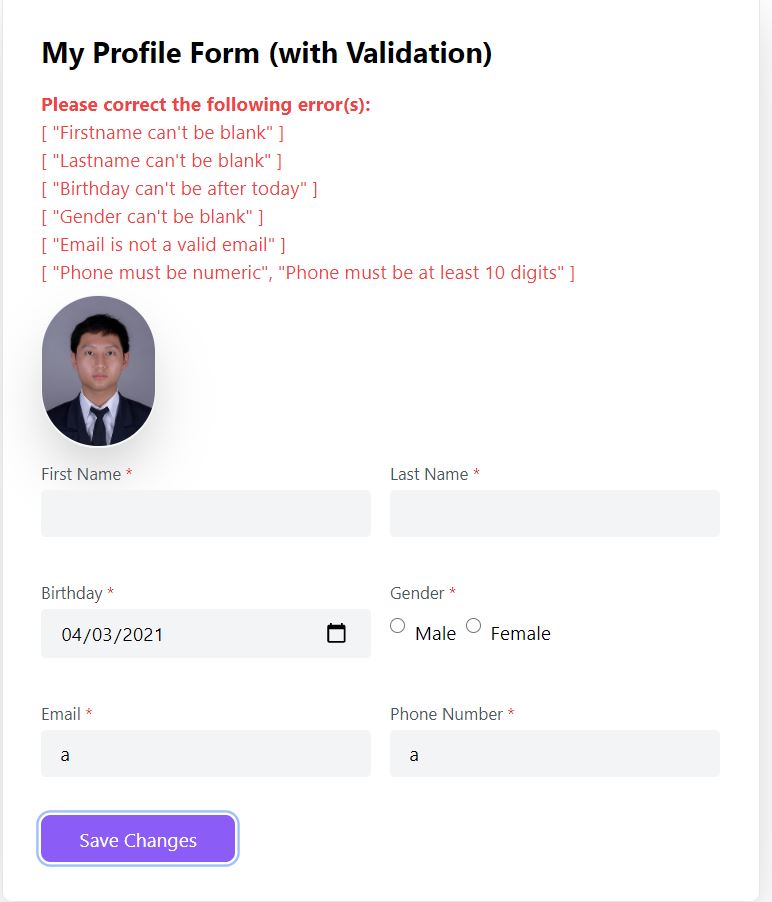 My Profile Form (with Validation)
Please correct the following error(s):
[ "Firstname can't be blank" ]
[ "Lastname can't be blank" ]
[ "Birthday can't be after today" ]
[ "Gender can't be blank" ]
[ "Email is not a valid email" ]
[ "Phone must be numeric", "Phone must be at least 10 digits" ]
First Name * Last Name *
Birthday * Gender *
04/03/2021 Male Female
Email * Phone Number *
a a
Save Changes